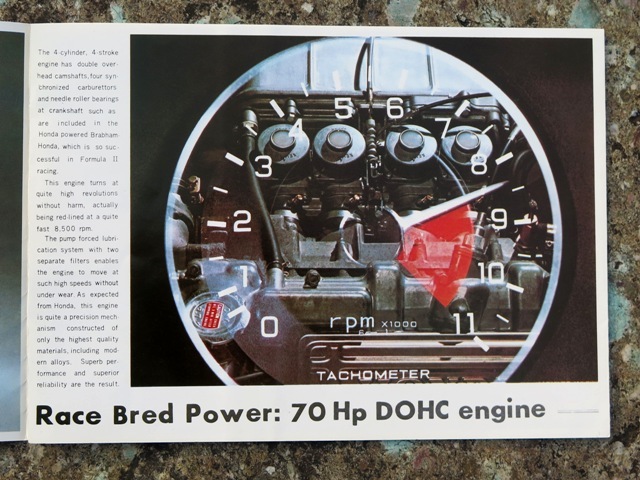 The 4-cylinder, 4-stroke
engine has double over-
head camshafts, four syn-
chronized carburettors
and needle roller bearings
at crankshaft such as
are included in the
Honda powered Brabham
Honda, which is so suc-
cessful in Formula II
racing.
This engine turns at
quite high revolutions
without harm, actually
being red-lined at a quite
fast 8,500 rpm.
The pump forced lubri-
cation system with two
separate filters enables
the engine to move at
such high speeds without
under wear. As expected
from Honda, this engine
is quite a precision mech-
anism constructed of
only the highest quality
materials, including mod-
ern alloys. Superb per-
formance and superior
reliability are the result.
0
1
2
3
4
5
6
7
8
9
10
11
rpm x1000
TACHOMETER
Race Bred Power: 70 Hp DOHC engine